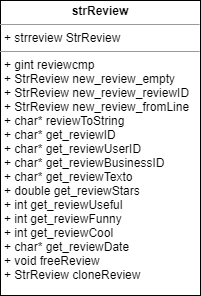 strReview
+ strreview StrReview
+ gint reviewcmp
+ StrReview new_review_empty
+ StrReview new_review_reviewID
+ StrReview new_review_fromLine
+ char* reviewToString
+ char* get_reviewID
+ char* get_reviewUserID
+ char* get_reviewBusinessID
+ char* get_reviewTexto
+ double get_reviewStars
+ int get_reviewUseful
+ int get_reviewFunny
+ int get_reviewCool
+ char* get_reviewDate
+ void freeReview
+ StrReview cloneReview